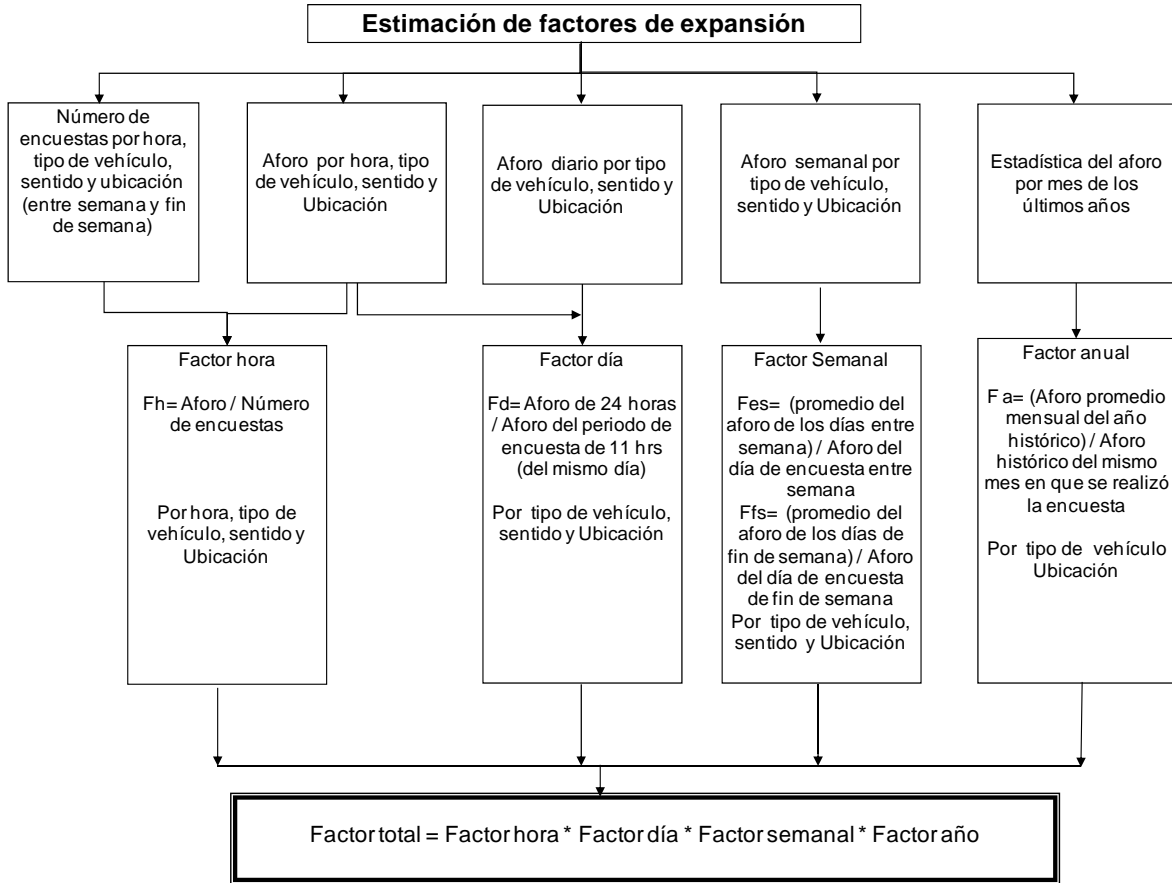 Estimación de factores de expansión
Número de
encuestas por hora,
tipo de vehículo,
sentido y ubicación
(entre semana y fin
de semana)
Aforo por hora, tipo
de vehículo, sentido y
Ubicación
Aforo diario por tipo
de vehículo, sentido y
Ubicación
Aforo semanal por
tipo de vehículo,
sentido y Ubicación
Estadística del aforo
por mes de los
últimos años
Factor hora
Fh= Aforo / Número
de encuestas
Por hora, tipo de
vehículo, sentido y
Ubicación
Factor día
Fd= Aforo de 24 horas
/ Aforo del periodo de
encuesta de 11 hrs
(del mismo día)
Por tipo de vehículo,
sentido y Ubicación
Factor Semanal
Fes= (promedio del
aforo de los días entre
semana) / Aforo del
día de encuesta entre
semana
Ffs= (promedio del
aforo de los días de
fin de semana) / Aforo
del día de encuesta
de fin de semana
Por tipo de vehículo,
sentido y Ubicación
Factor anual
F a= (Aforo promedio
mensual del año
histórico) / Aforo
histórico del mismo
mes en que se realizó
la encuesta
Por tipo de vehículo
Ubicación
Factor total = Factor hora * Factor día * Factor semanal * Factor año